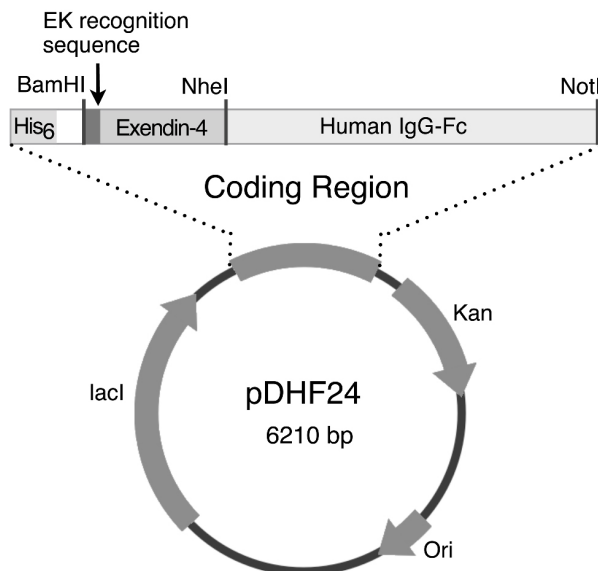 EK recognition
sequence
BamHI
NheI
NotI
His6
Exendin-4
Human IgG-Fc
Coding Region
Kan
lacI
pDHF24
6210 bp
Ori